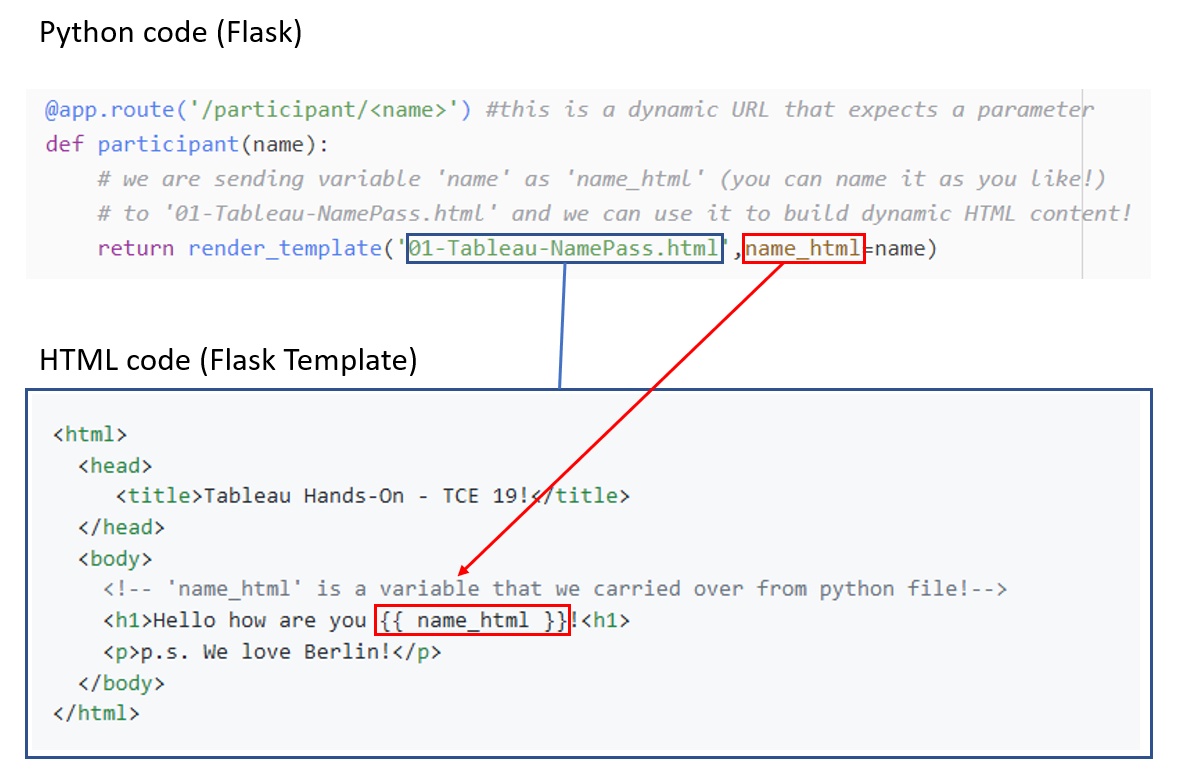 Python code (Flask)
@app.route('/participant/<name>') #this is a dynamic URL that expects a parameter
def participant(name):
    # we are sending variable 'name' as 'name_html' (you can name it as you like!)
    # to '01-Tableau-NamePass.html' and we can use it to build dynamic HTML content!
    return render_template('01-Tableau-NamePass.html',name_html=name)
HTML code (Flask Template)
<html>
  <head>
     <title>Tableau Hands-On - TCE 19!</title>
  </head>
  <body>
    <!-- 'name_html' is a variable that we carried over from python file!-->
    <h1>Hello how are you {{ name_html }}!<h1>
    <p>p.s. We love Berlin!</p>
  </body>
</html>